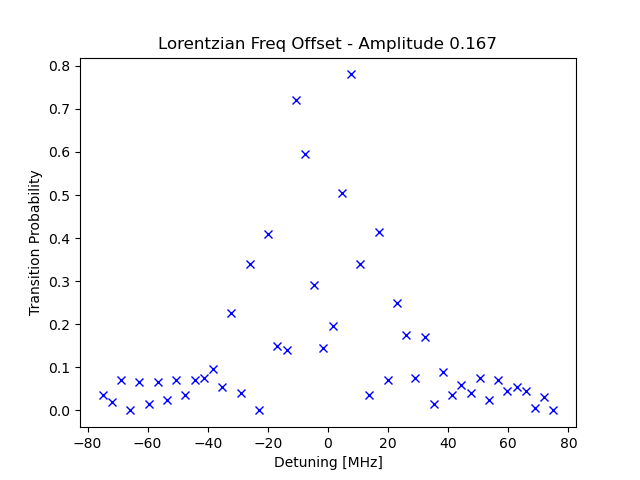 Lorentzian Freq Offset - Amplitude 0.167
Transition Probability
0.8
0.7
0.6
0.5
0.4
0.3
0.2
0.1
0.0
−80 −60 −40 −20 0 20 40 60 80
Detuning [MHz]